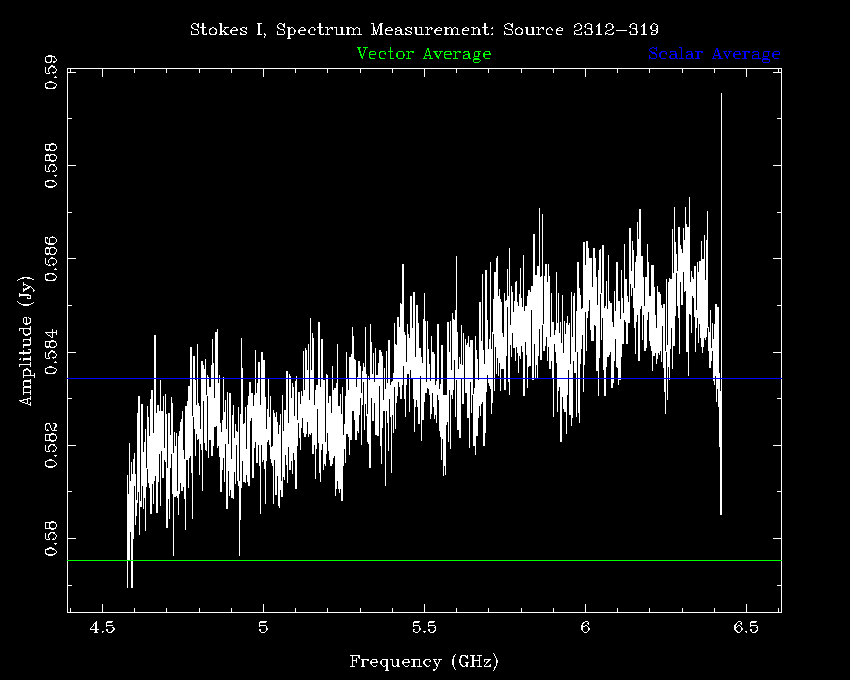 Stokes I, Spectrum Measurement: Source 2312-319
Vector Average Scalar Average
0.59
0.588
0.586
0.584
0.582
0.58
Amplitude (Jy)
4.5 5 5.5 6 6.5
Frequency (GHz)